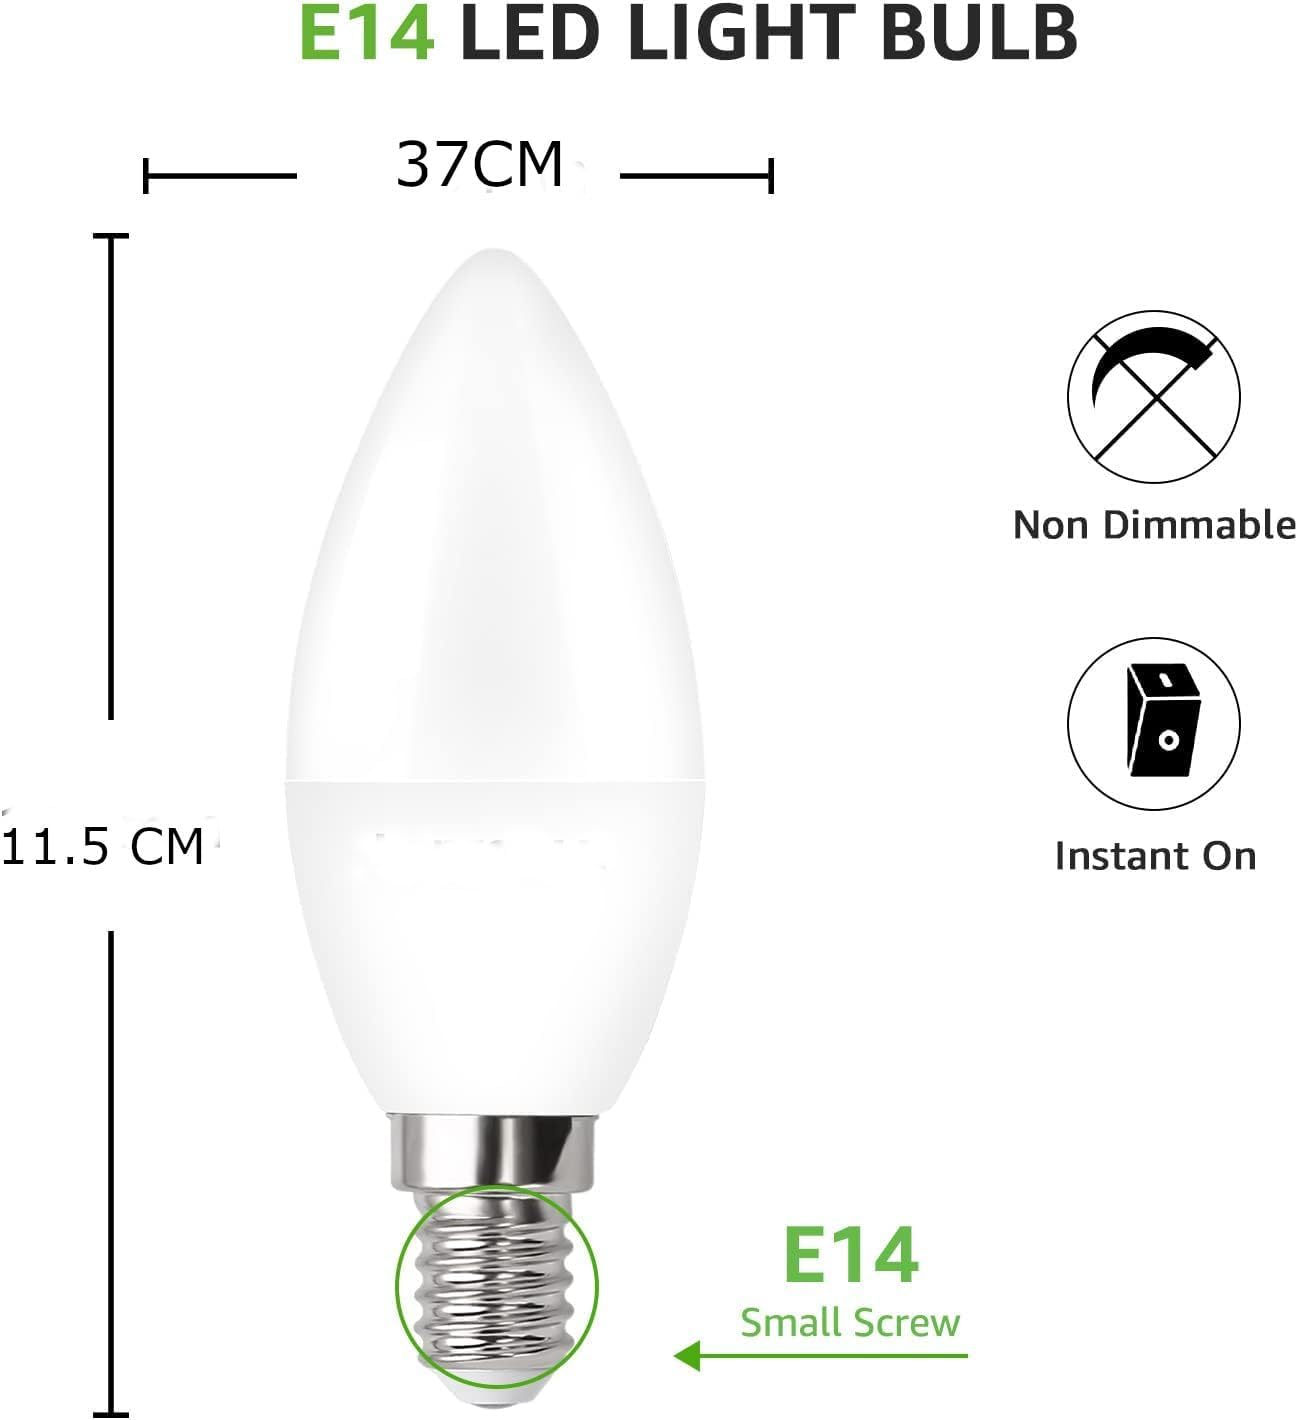 E14 LED LIGHT BULB
37CM
Non Dimmable
11.5 CM
Instant On
E14
Small Screw